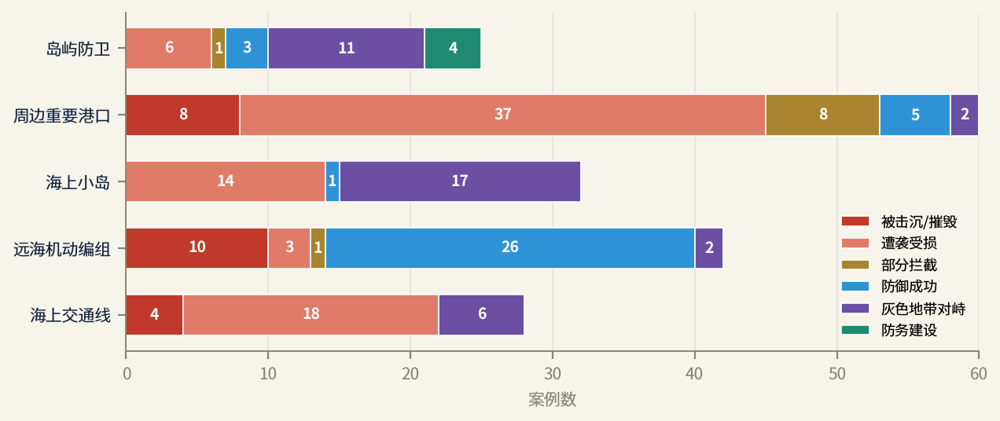 岛屿防卫 6 1 3 11 4
周边重要港口 8 37 8 5 2
海上小岛 14 1 17
远海机动编组 10 3 1 26 2
海上交通线 4 18 6
被击沉/摧毁
遭袭受损
部分拦截
防御成功
灰色地带对峙
防务建设
0 10 20 30 40 50 60
案例数